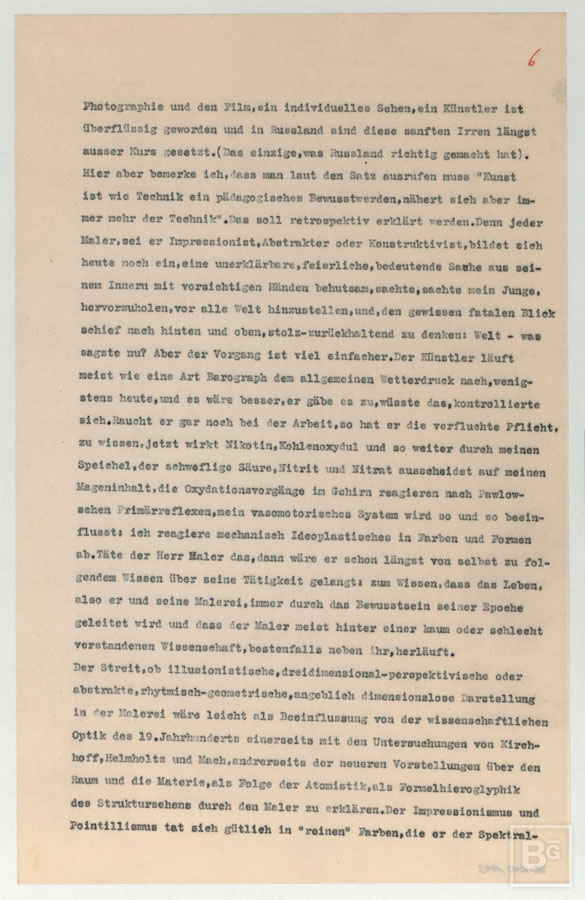 6
Photographie und den Film,ein individuelles Sehen,ein Künstler ist
überflüssig geworden und in Russland sind diese sanften Irren längst
ausser Kurs gesetzt.(Das einzige,was Russland richtig gemacht hat).
Hier aber bemerke ich,dass man laut den Satz ausrufen muss "Kunst
ist wie Technik ein pädagogisches Bewusstwerden,nähert sich aber im-
mer mehr der Technik".Das soll retrospektiv erklärt werden.Denn jeder
Maler,sei er Impressionist,Abstrakter oder Konstruktivist,bildet sich
heute noch ein,eine unerklärbare,feierliche,bedeutende Sache aus sei-
nem Innern mit vorsichtigen Händen behutsam,sachte,sachte mein Junge,
hervorzuholen,vor alle Welt hinzustellen,und,den gewissen fatalen Blick
schief nach hinten und oben,stolz-zurückhaltend zu denken: Welt - was
sagste nu? Aber der Vorgang ist viel einfacher.Der Künstler läuft
meist wie eine Art Barograph dem allgemeinen Wetterdruck nach,wenig-
stens heute,und es wäre besser,er gäbe es zu,wüsste das,kontrollierte
sich.Raucht er gar noch bei der Arbeit,so hat er die verfluchte Pflicht,
zu wissen,jetzt wirkt Nikotin,Kohlenoxydul und so weiter durch meinen
Speichel,der schweflige Säure,Nitrit und Nitrat ausscheidet auf meinen
Mageninhalt,die Oxydationsvorgänge im Gehirn reagieren nach Pawlow-
schen Primärreflexen,mein vasomotorisches System wird so und so beein-
flusst: ich reagiere mechanisch Ideoplastisches in Farben und Formen
ab.Täte der Herr Maler das,dann wäre er schon längst von selbst zu fol-
gendem Wissen über seine Tätigkeit gelangt: zum Wissen,dass das Leben,
also er und seine Malerei,immer durch das Bewusstsein seiner Epoche
geleitet wird und dass der Maler meist hinter einer kaum oder schlecht
verstandenen Wissenschaft,bestenfalls neben ihr,herläuft.
Der Streit,ob illusionistische,dreidimensional-perspektivische oder
abstrakte,rhytmisch-geometrische,angeblich dimensionslose Darstellung
in der Malerei wäre leicht als Beeinflussung von der wissenschaftlichen
Optik des 19.Jahrhunderts einerseits mit den Untersuchungen von Kirch-
hoff,Helmholtz und Mach,andrerseits der neueren Vorstellungen über den
Raum und die Materie,als Folge der Atomistik,als Formelhieroglyphik
des Struktursehens durch den Maler zu erklären.Der Impressionismus und
Pointillismus tat sich gütlich in "reinen" Farben,die er der Spektral-
BG